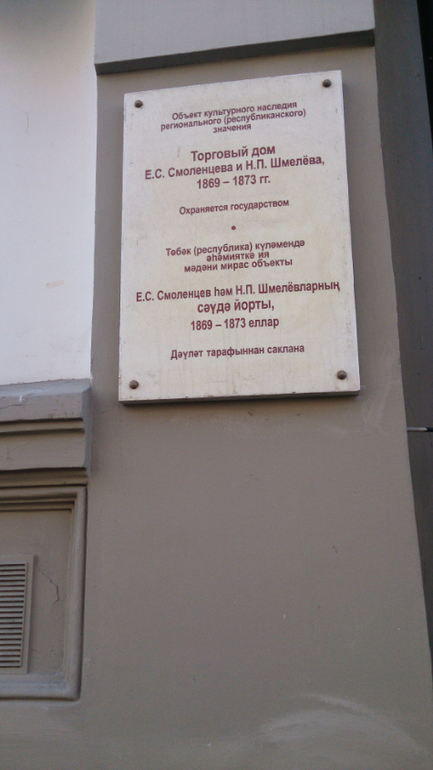 Объект культурного наследия
регионального (республиканского)
значения
Торговый дом
Е.С. Смоленцева и Н.П. Шмелёва,
1869 – 1873 гг.
Охраняется государством
•
Төбәк (республика) күләмендә
әһәмияткә ия
мәдәни мирас объекты
Е.С. Смоленцев һәм Н.П. Шмелёвларның
сәүдә йорты,
1869 – 1873 еллар
Дәүләт тарафыннан саклана